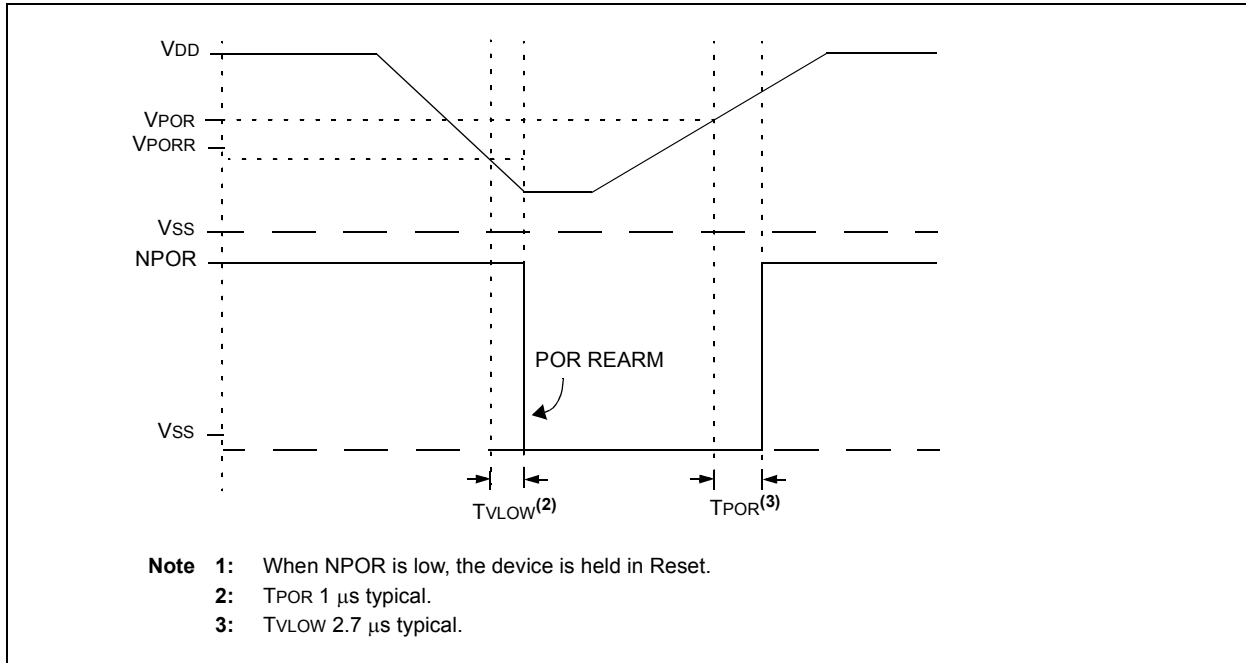 VDD
VPOR
VPORR
VSS
NPOR
POR REARM
VSS
TVLOW(2)
TPOR(3)
Note 1: When NPOR is low, the device is held in Reset.
2: TPOR 1 μs typical.
3: TVLOW 2.7 μs typical.